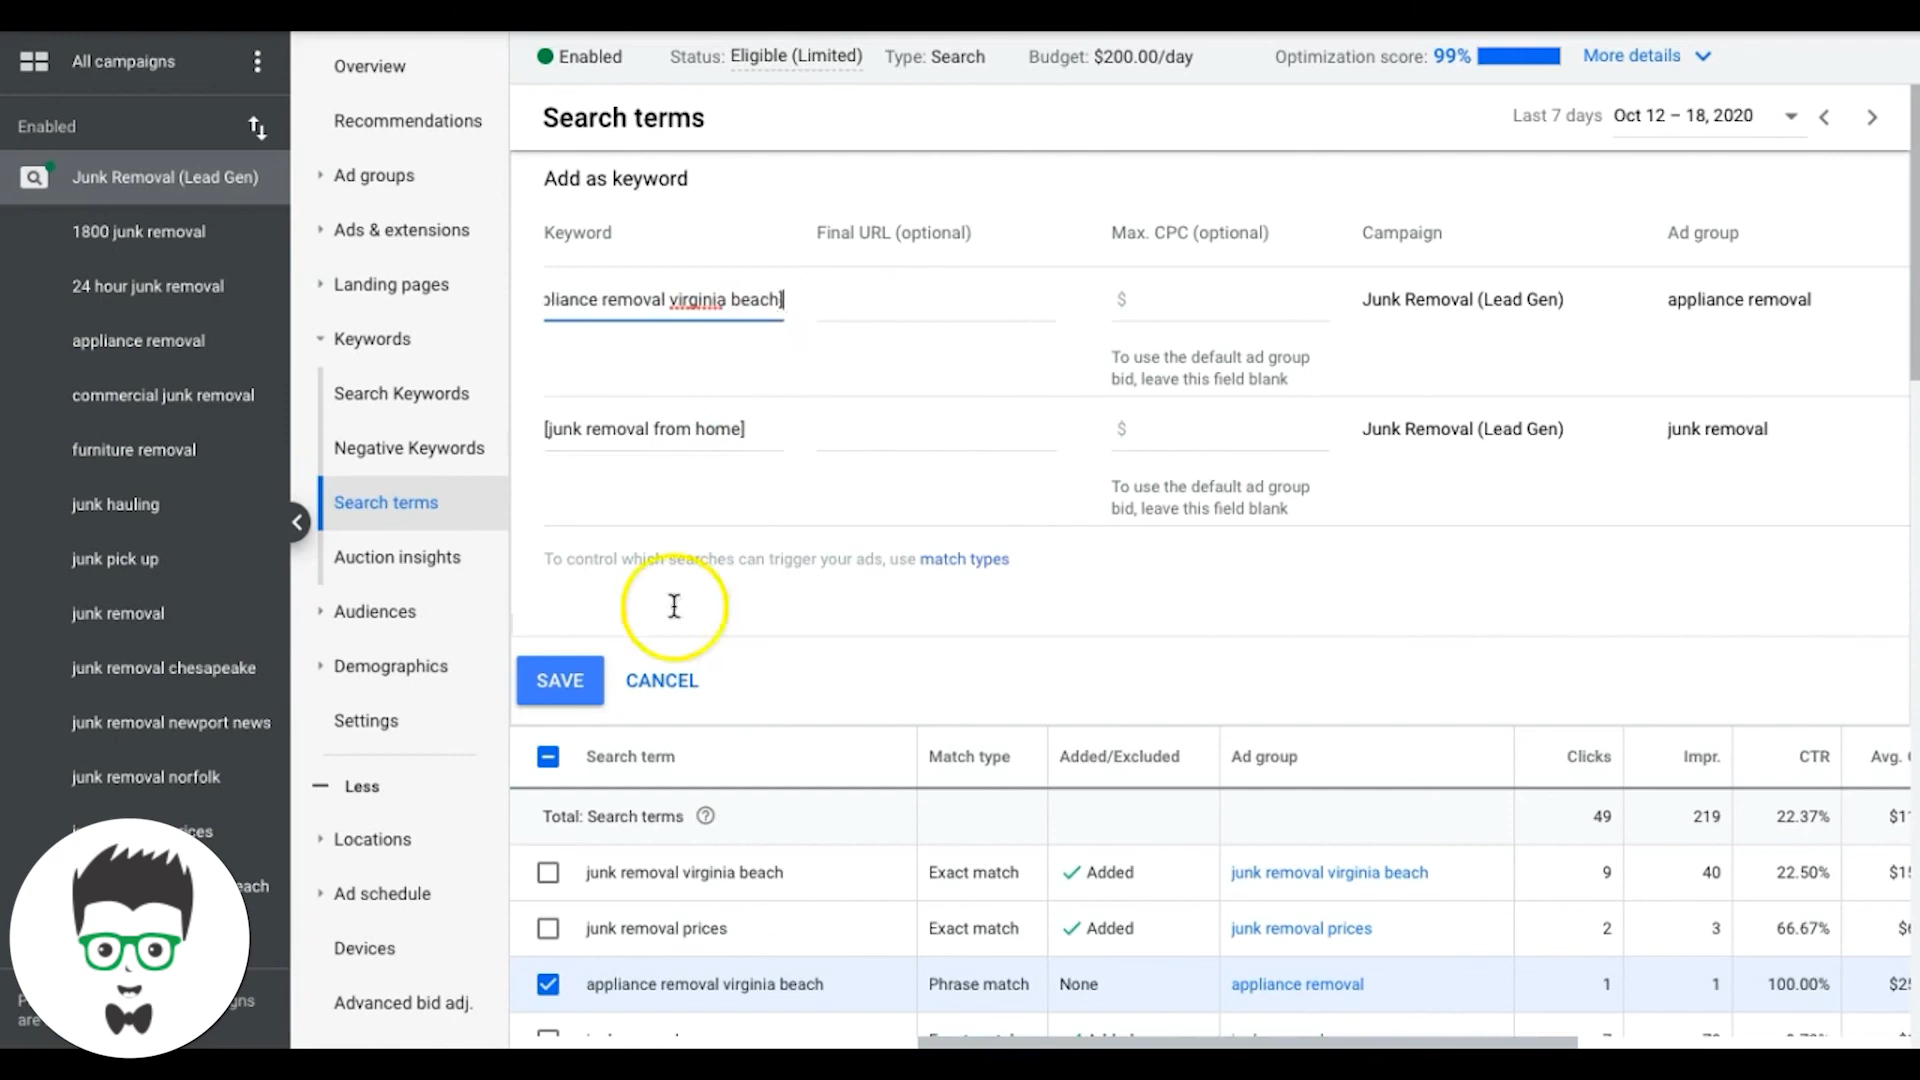 All campaigns
Enabled
Junk Removal (Lead Gen)
1800 junk removal
24 hour junk removal
appliance removal
commercial junk removal
furniture removal
junk hauling
junk pick up
junk removal
junk removal chesapeake
junk removal newport news
junk removal norfolk
Overview
Recommendations
Ad groups
Ads & extensions
Landing pages
Keywords
Search Keywords
Negative Keywords
Search terms
Auction insights
Audiences
Demographics
Settings
Less
Locations
Ad schedule
Devices
Advanced bid adj.
Enabled Status: Eligible (Limited) Type: Search Budget: $200.00/day Optimization score: 99% More details
Search terms Last 7 days Oct 12 – 18, 2020
Add as keyword
Keyword Final URL (optional) Max. CPC (optional) Campaign Ad group
pliance removal virginia beach] $ Junk Removal (Lead Gen) appliance removal
To use the default ad group
bid, leave this field blank
[junk removal from home] $ Junk Removal (Lead Gen) junk removal
To use the default ad group
bid, leave this field blank
To control which searches can trigger your ads, use match types
SAVE CANCEL
Search term Match type Added/Excluded Ad group Clicks Impr. CTR Avg.
Total: Search terms 49 219 22.37%
junk removal virginia beach Exact match Added junk removal virginia beach 9 40 22.50%
junk removal prices Exact match Added junk removal prices 2 3 66.67%
appliance removal virginia beach Phrase match None appliance removal 1 1 100.00%